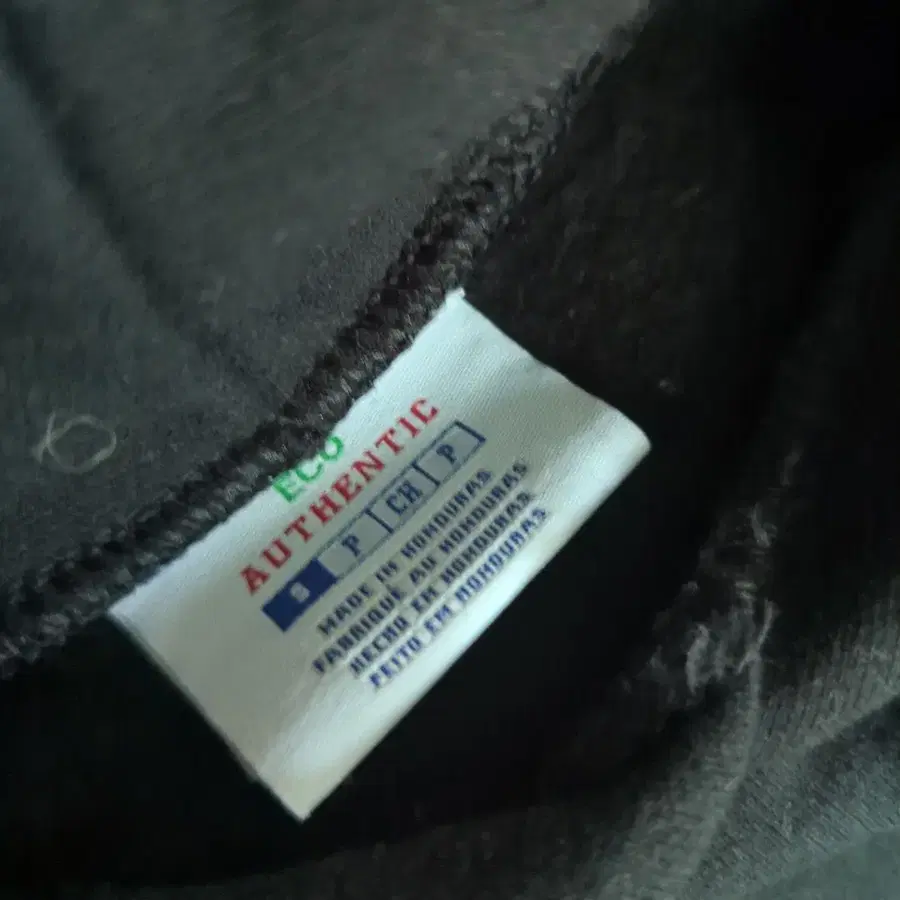 ECO
AUTHENTIC
S P CH P
MADE IN HONDURAS
FABRIQUÉ AU HONDURAS
HECHO EN HONDURAS
FEITO EM HONDURAS